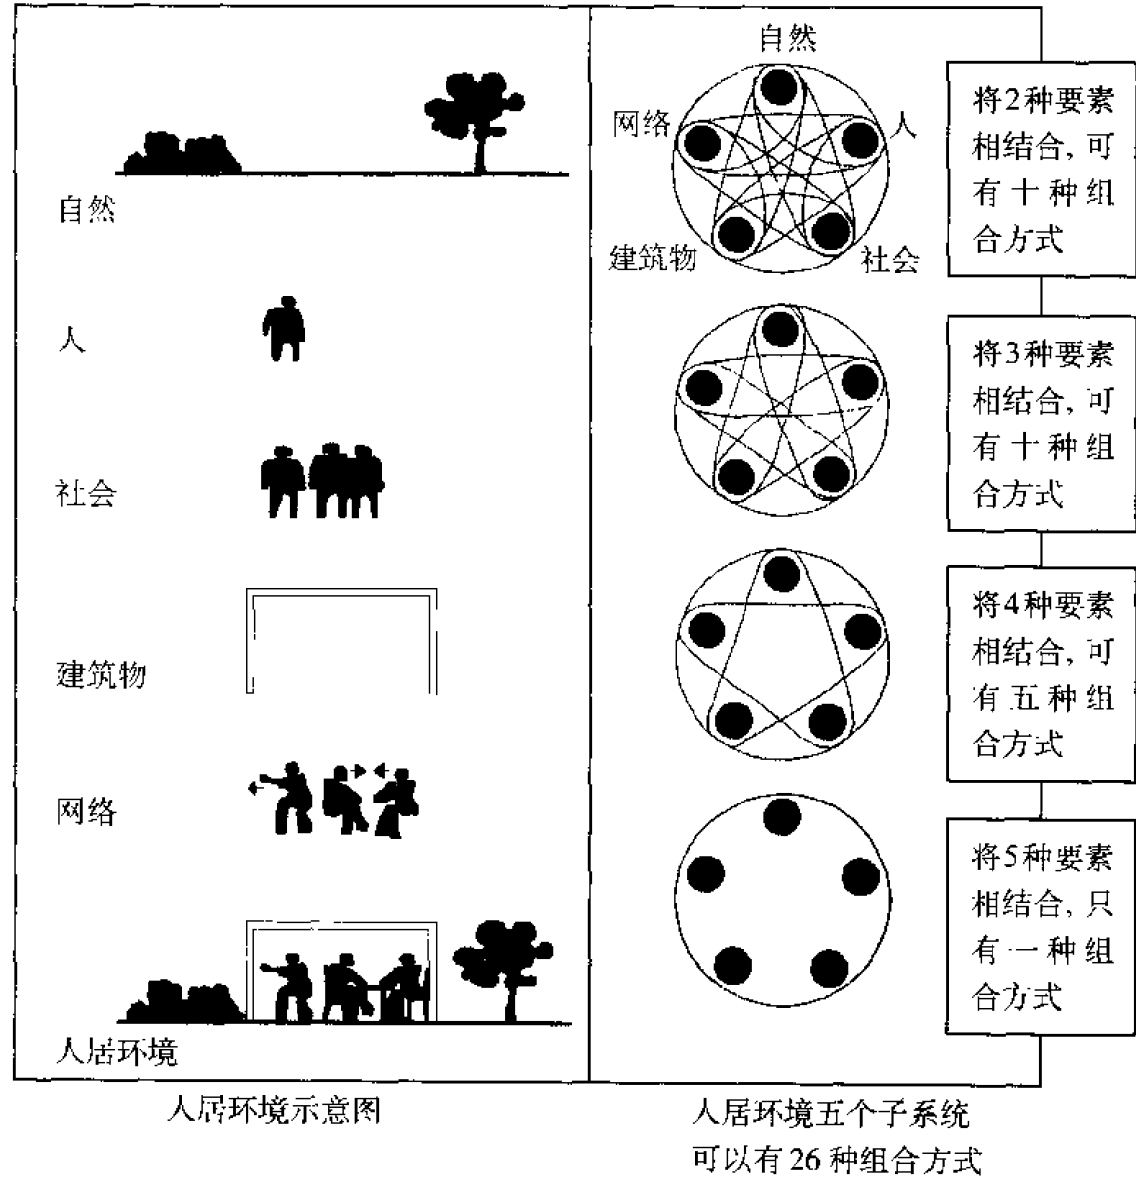 自然
人
社会
建筑物
网络
人居环境
人居环境示意图
自然
网络
人
建筑物
社会
将2种要素
相结合,可
有十种组
合方式
将3种要素
相结合,可
有十种组
合方式
将4种要素
相结合,可
有五种组
合方式
将5种要素
相结合,只
有一种组
合方式
人居环境五个子系统
可以有26种组合方式